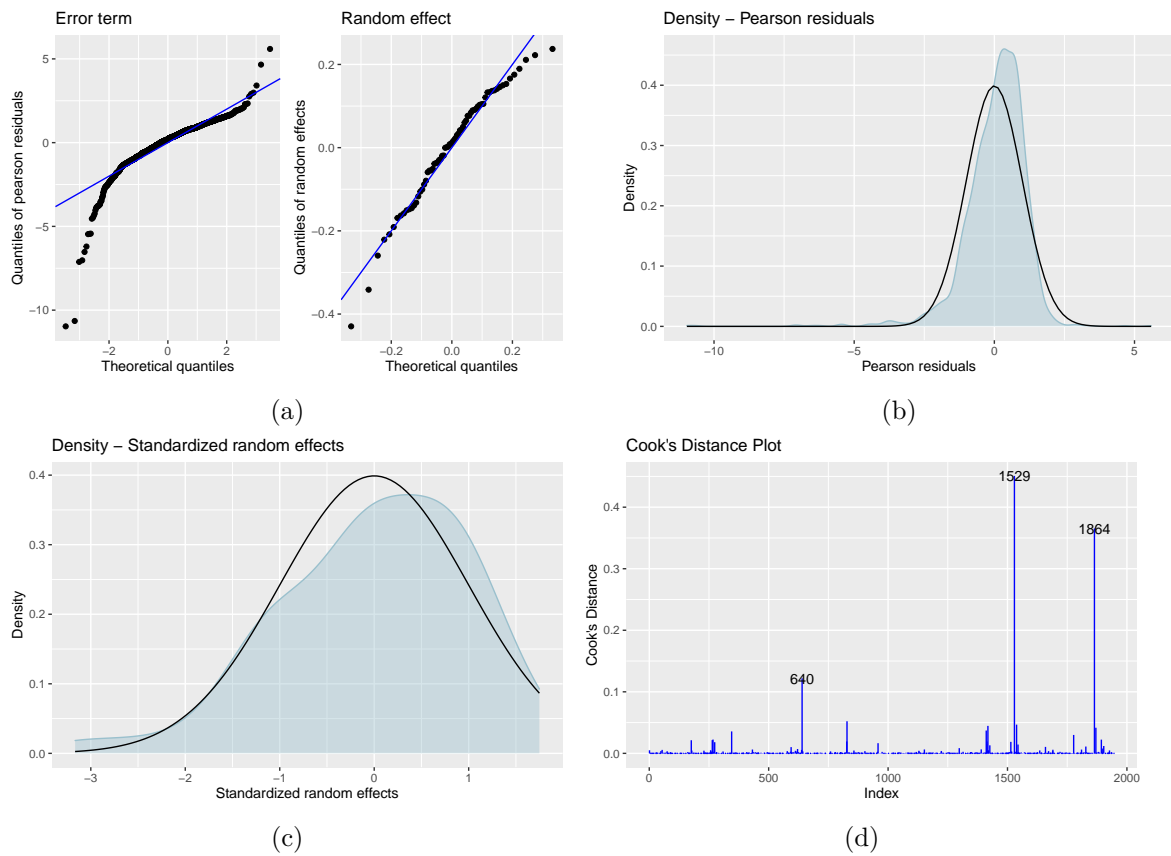 Error term
Random effect
Density – Pearson residuals
Quantiles of pearson residuals
5
0
−5
−10
−2
0
2
Theoretical quantiles
Quantiles of random effects
0.2
0.0
−0.2
−0.4
−0.2
0.0
0.2
Theoretical quantiles
Density
0.4
0.3
0.2
0.1
0.0
−10
−5
0
5
Pearson residuals
(a)
(b)
Density – Standardized random effects
Cook's Distance Plot
Density
0.4
0.3
0.2
0.1
0.0
−3
−2
−1
0
1
Standardized random effects
Cook's Distance
0.4
0.3
0.2
0.1
0.0
1529
1864
640
0
500
1000
1500
2000
Index
(c)
(d)